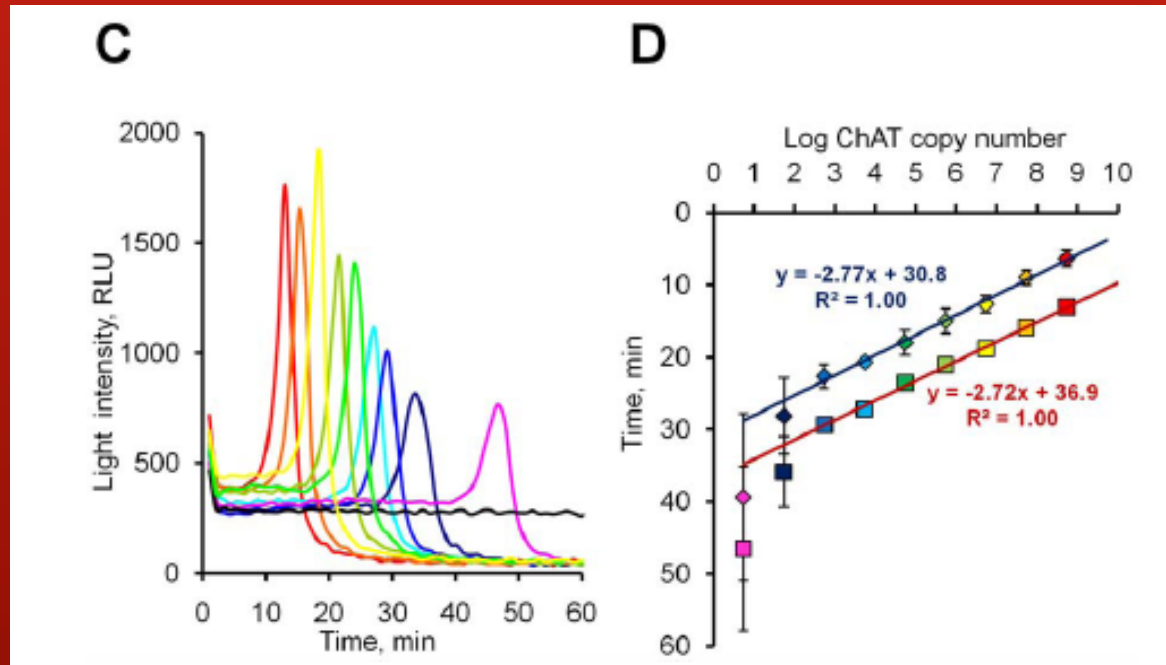 C
2000
1500
1000
500
0
Light intensity, RLU
0 10 20 30 40 50 60
Time, min
D
Log ChAT copy number
0 1 2 3 4 5 6 7 8 9 10
0
10
20
30
40
50
60
Time, min
y = -2.77x + 30.8
R² = 1.00
y = -2.72x + 36.9
R² = 1.00